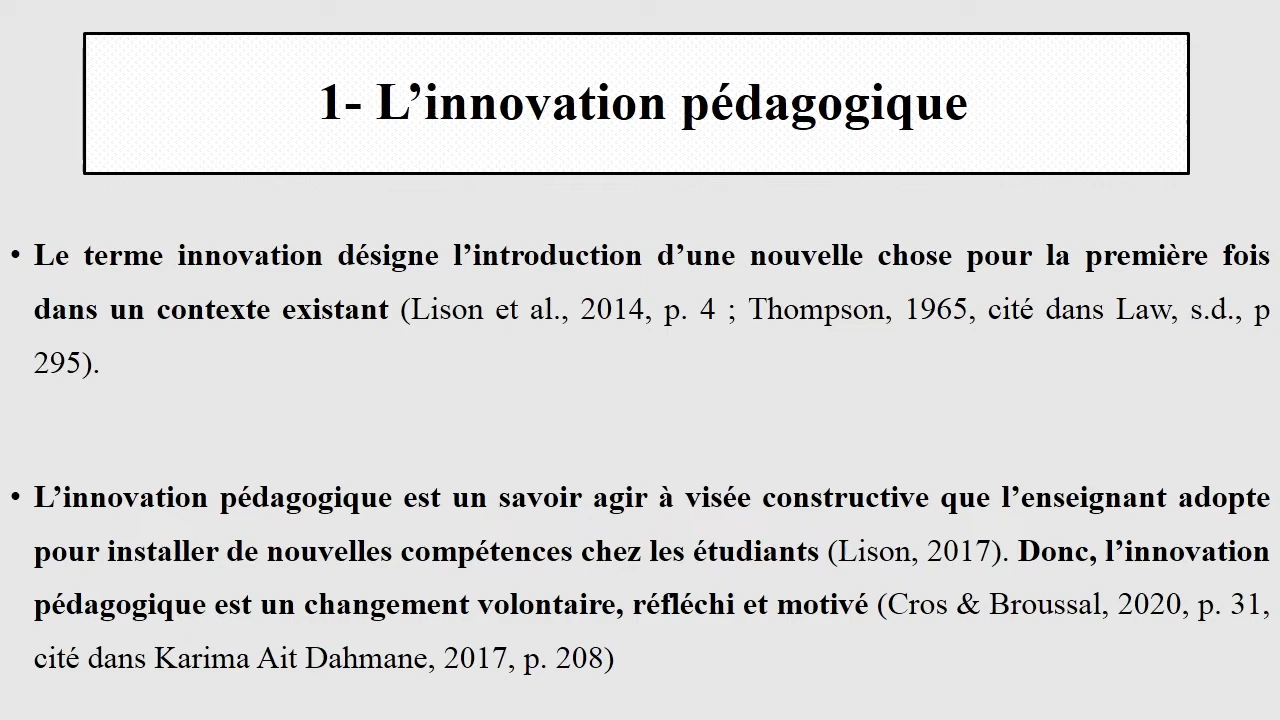 1- L’innovation pédagogique
• Le terme innovation désigne l’introduction d’une nouvelle chose pour la première fois
dans un contexte existant (Lison et al., 2014, p. 4 ; Thompson, 1965, cité dans Law, s.d., p
295).
• L’innovation pédagogique est un savoir agir à visée constructive que l’enseignant adopte
pour installer de nouvelles compétences chez les étudiants (Lison, 2017). Donc, l’innovation
pédagogique est un changement volontaire, réfléchi et motivé (Cros & Broussal, 2020, p. 31,
cité dans Karima Ait Dahmane, 2017, p. 208)